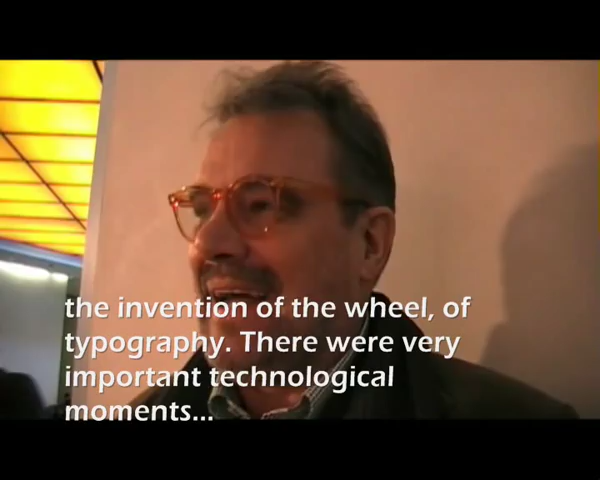 the invention of the wheel, of
typography. There were very
important technological
moments...